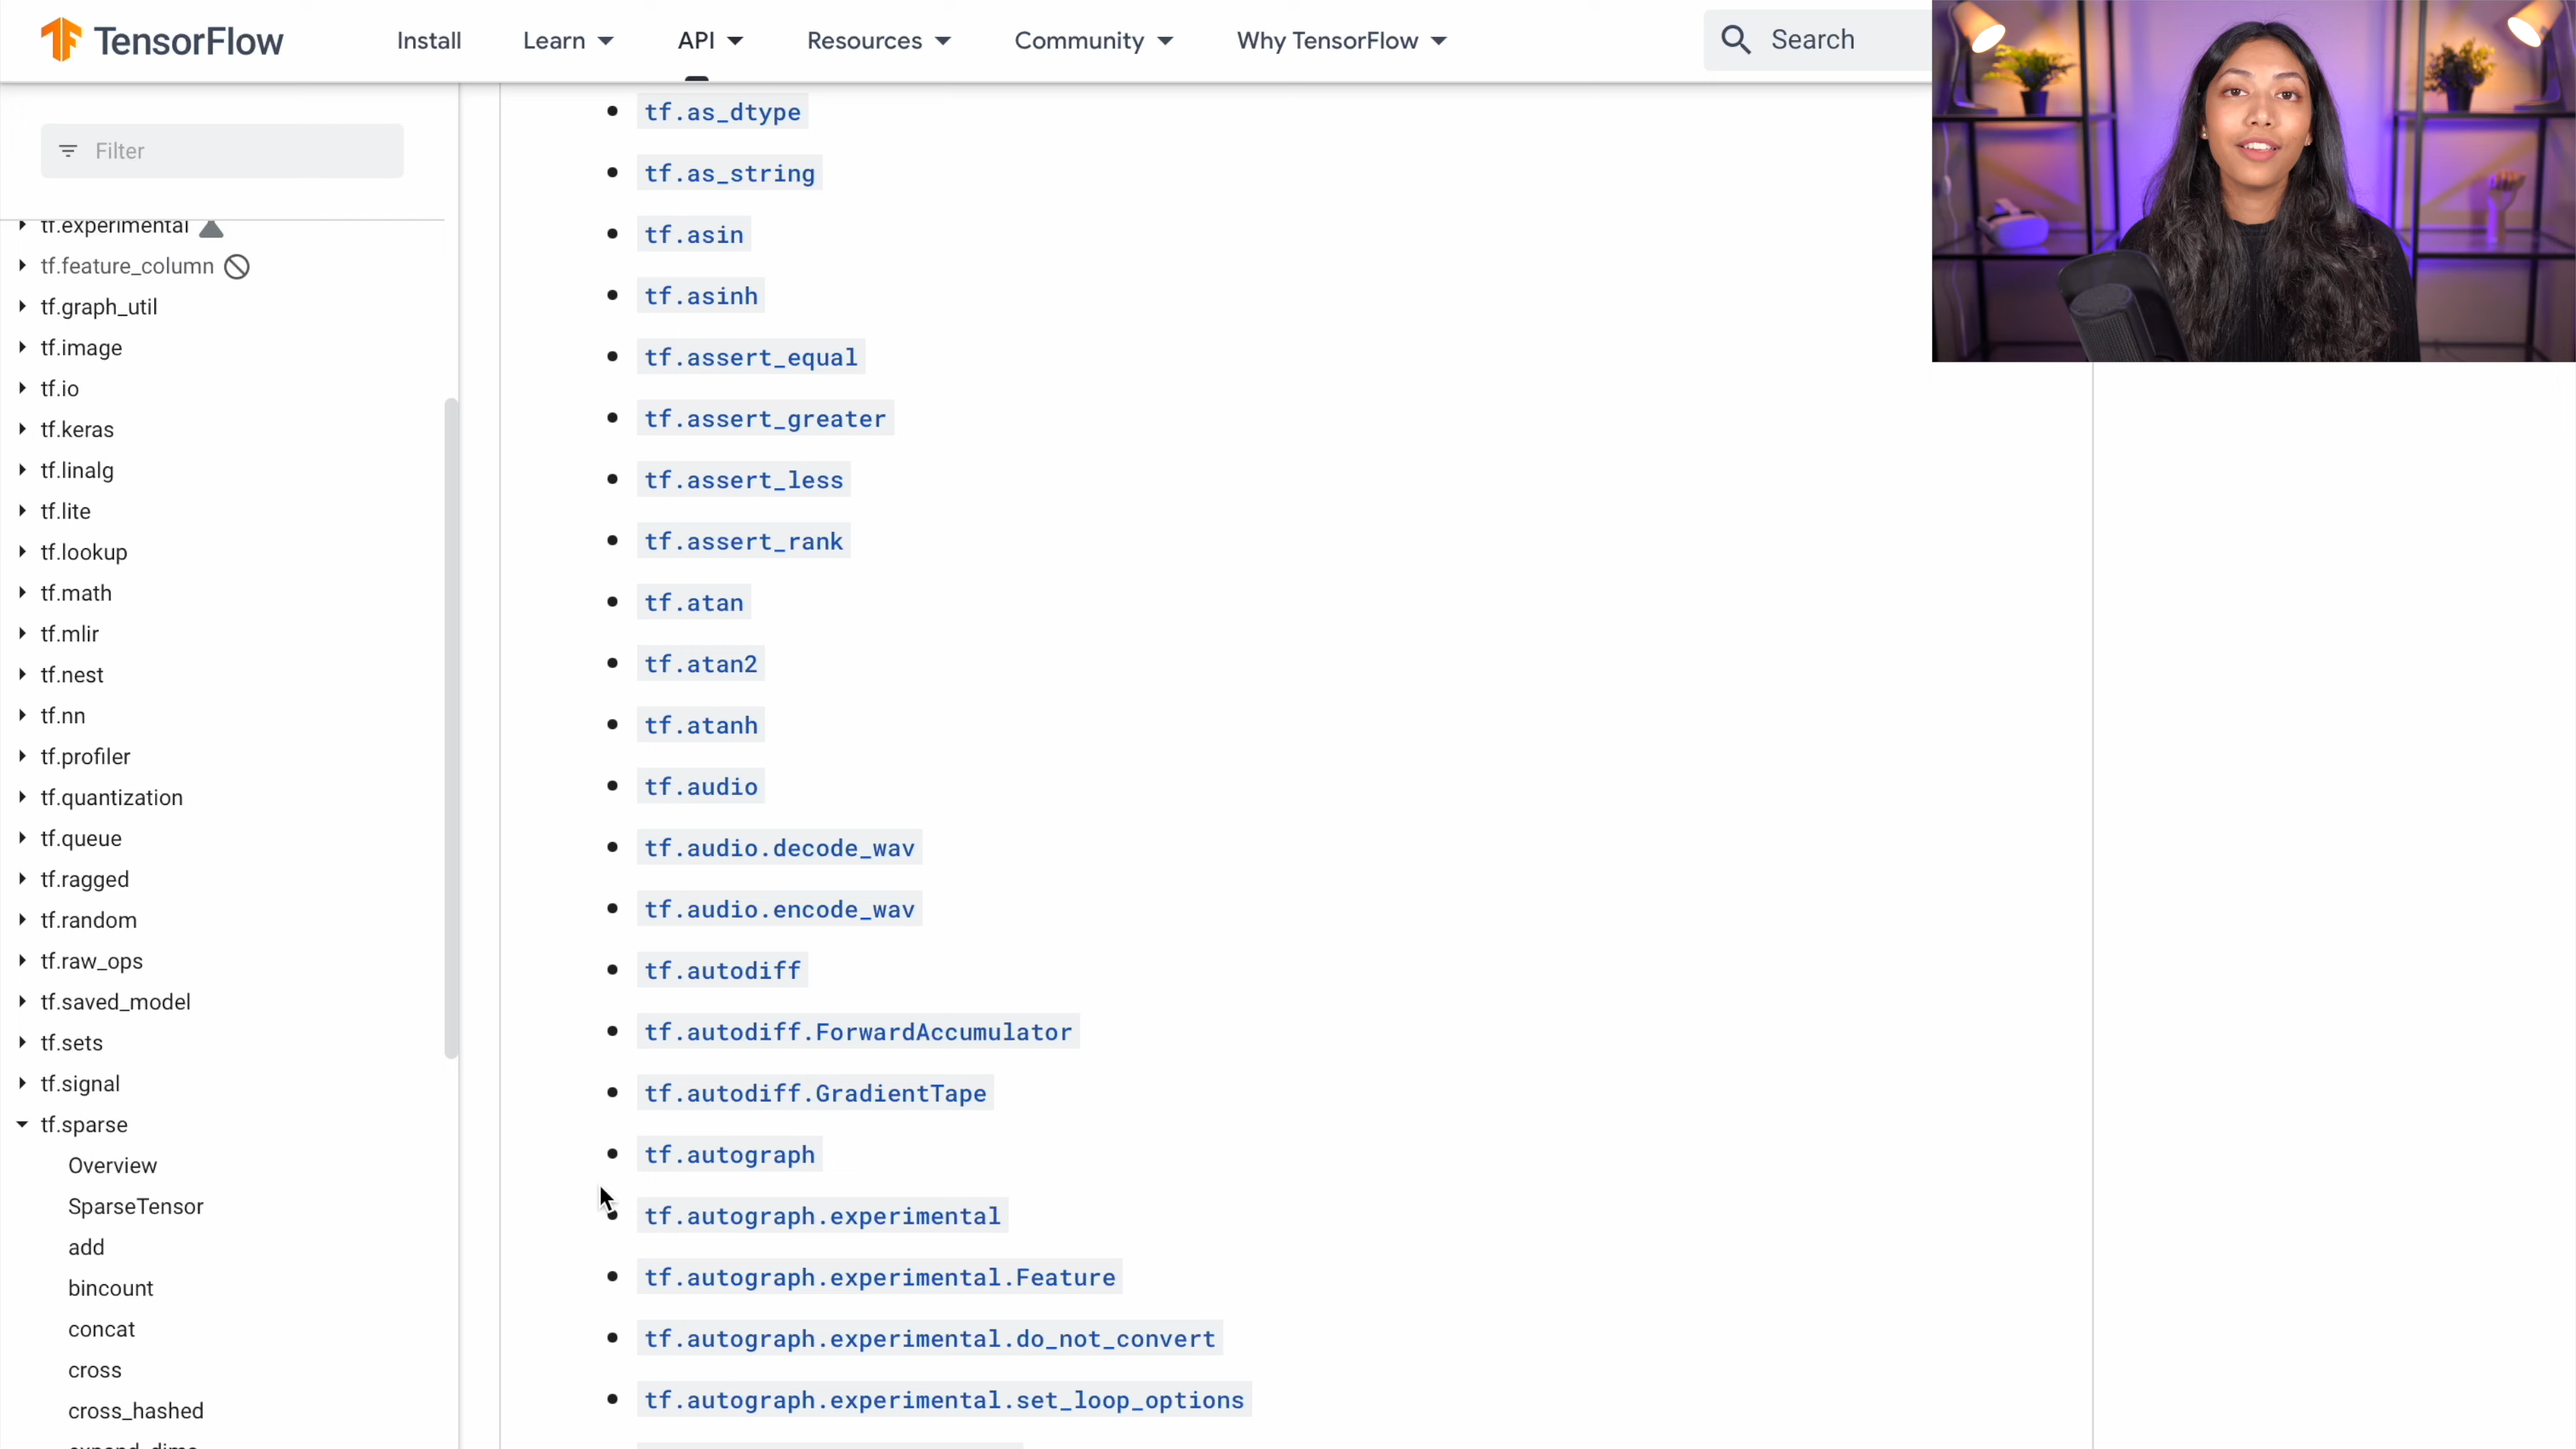 TensorFlow
Install
Learn
API
Resources
Community
Why TensorFlow
Search
Filter
tf.experimental
tf.feature_column
tf.graph_util
tf.image
tf.io
tf.keras
tf.linalg
tf.lite
tf.lookup
tf.math
tf.mlir
tf.nest
tf.nn
tf.profiler
tf.quantization
tf.queue
tf.ragged
tf.random
tf.raw_ops
tf.saved_model
tf.sets
tf.signal
tf.sparse
Overview
SparseTensor
add
bincount
concat
cross
cross_hashed
tf.as_dtype
tf.as_string
tf.asin
tf.asinh
tf.assert_equal
tf.assert_greater
tf.assert_less
tf.assert_rank
tf.atan
tf.atan2
tf.atanh
tf.audio
tf.audio.decode_wav
tf.audio.encode_wav
tf.autodiff
tf.autodiff.ForwardAccumulator
tf.autodiff.GradientTape
tf.autograph
tf.autograph.experimental
tf.autograph.experimental.Feature
tf.autograph.experimental.do_not_convert
tf.autograph.experimental.set_loop_options